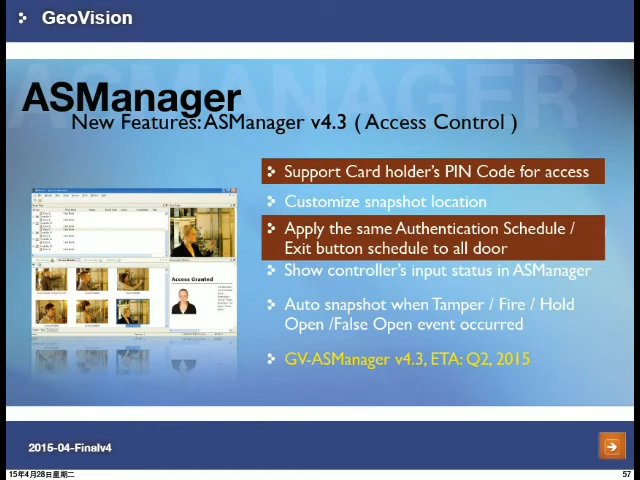 GeoVision
ASMANAGER
ASManager
New Features: ASManager v4.3 ( Access Control )
Support Card holder's PIN Code for access
Customize snapshot location
Apply the same Authentication Schedule /
Exit button schedule to all door
Show controller's input status in ASManager
Auto snapshot when Tamper / Fire / Hold
Open /False Open event occurred
GV-ASManager v4.3, ETA: Q2, 2015
Access Granted
2015-04-Finalv4
15年4月28日星期二
57